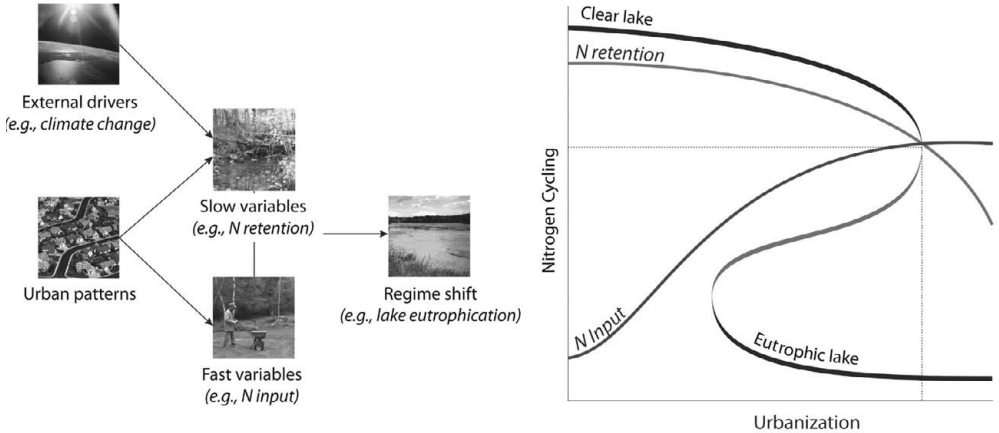 External drivers
(e.g., climate change)
Urban patterns
Slow variables
(e.g., N retention)
Fast variables
(e.g., N input)
Regime shift
(e.g., lake eutrophication)
Clear lake
N retention
N Input
Eutrophic lake
Nitrogen Cycling
Urbanization